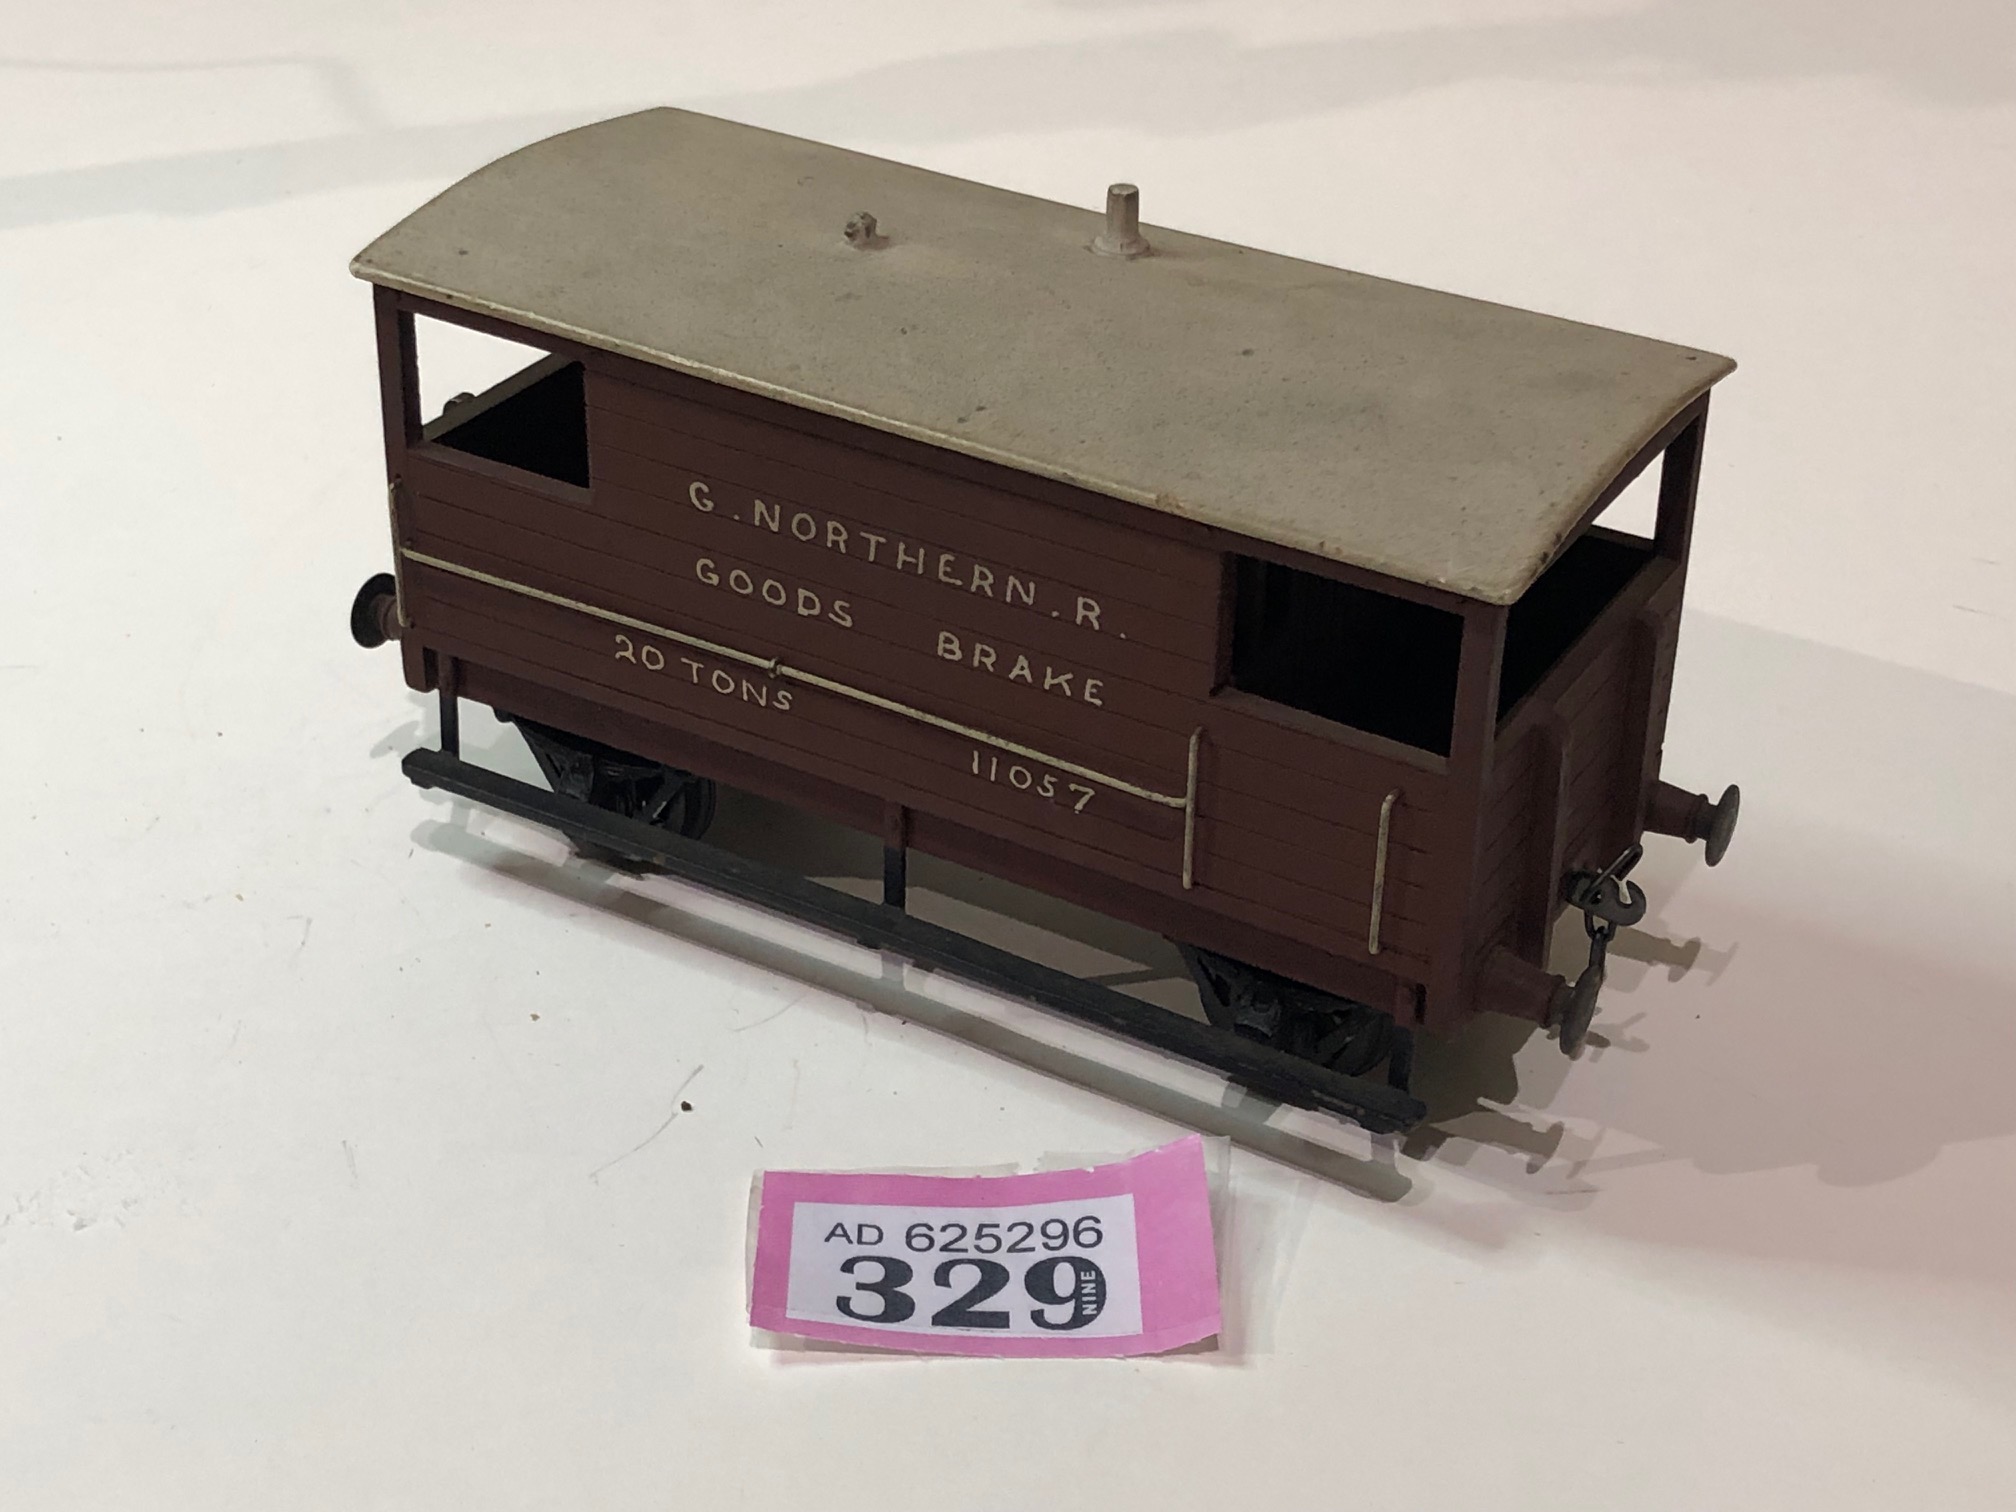 G. NORTHERN. R.
GOODS BRAKE
20 TONS
11057
AD 625296
329
NINE